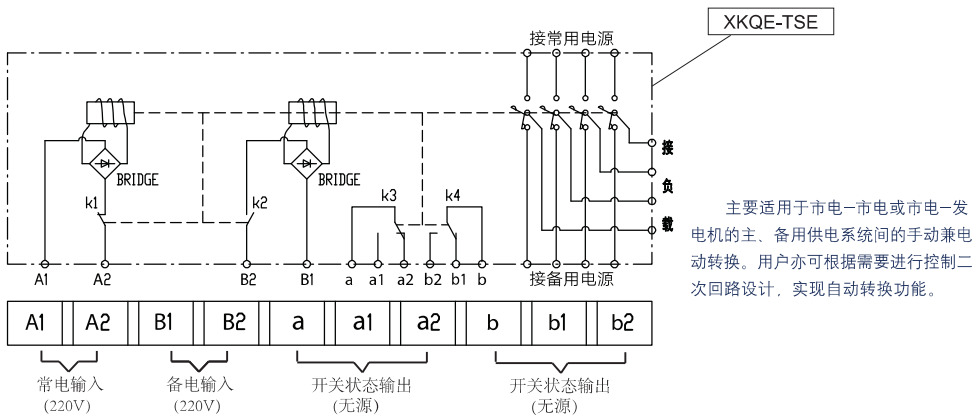 XKQE-TSE
接常用电源
BRIDGE
BRIDGE
k1
k2
k3
k4
接
负
载
A1
A2
B2
B1
a
a1
a2
b2
b1
b
接备用电源
主要适用于市电—市电或市电—发
电机的主、备用供电系统间的手动兼电
动转换。用户亦可根据需要进行控制二
次回路设计，实现自动转换功能。
A1 A2 B1 B2 a a1 a2 b b1 b2
常电输入
(220V)
备电输入
(220V)
开关状态输出
(无源)
开关状态输出
(无源)